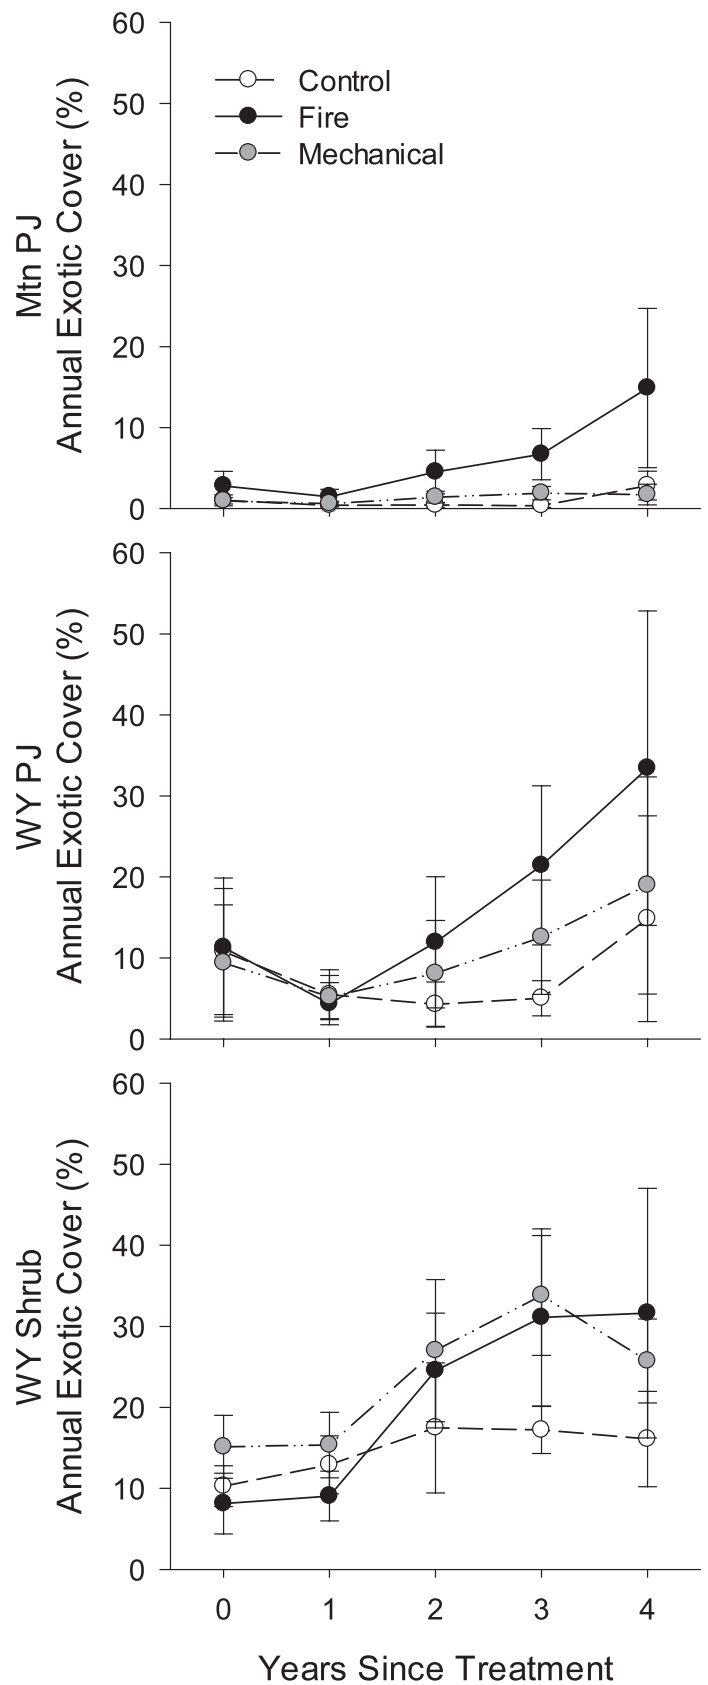 Mtn PJ
Annual Exotic Cover (%)
60
50
40
30
20
10
0
Control
Fire
Mechanical
WY PJ
Annual Exotic Cover (%)
60
50
40
30
20
10
0
WY Shrub
Annual Exotic Cover (%)
60
50
40
30
20
10
0
0 1 2 3 4
Years Since Treatment